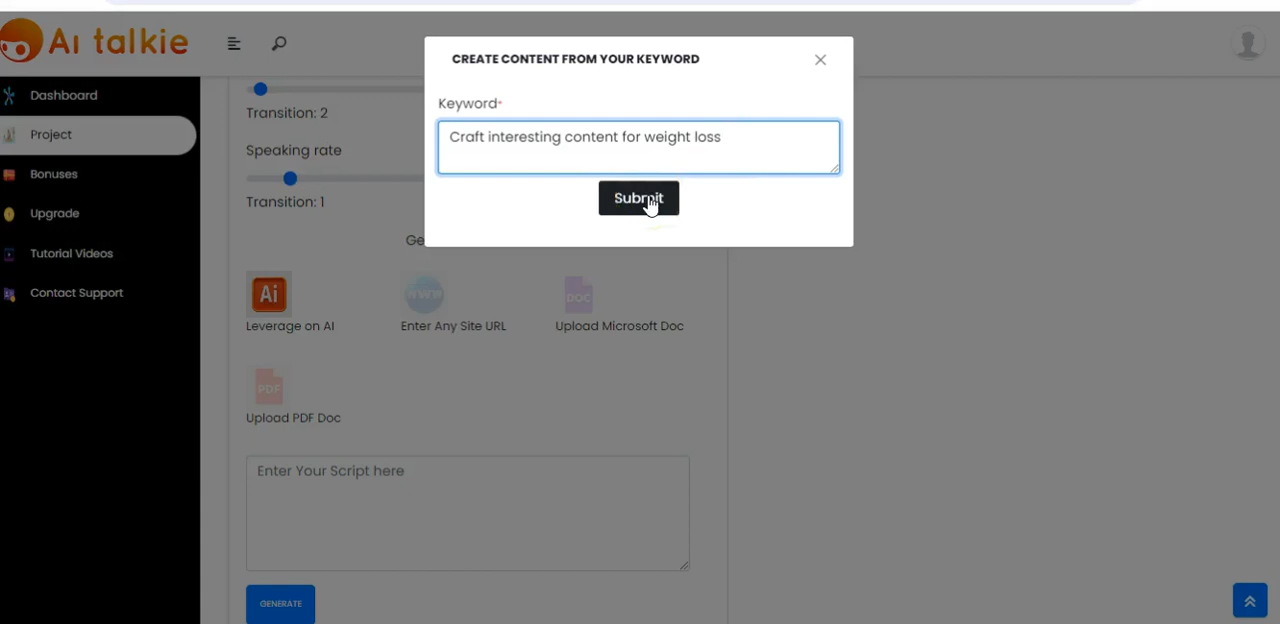 Ai talkie
CREATE CONTENT FROM YOUR KEYWORD
Keyword*
Craft interesting content for weight loss
Submit
Dashboard
Project
Bonuses
Upgrade
Tutorial Videos
Contact Support
Transition: 2
Speaking rate
Transition: 1
Ge
Ai
WWW
DOC
Leverage on AI
Enter Any Site URL
Upload Microsoft Doc
PDF
Upload PDF Doc
Enter Your Script here
GENERATE